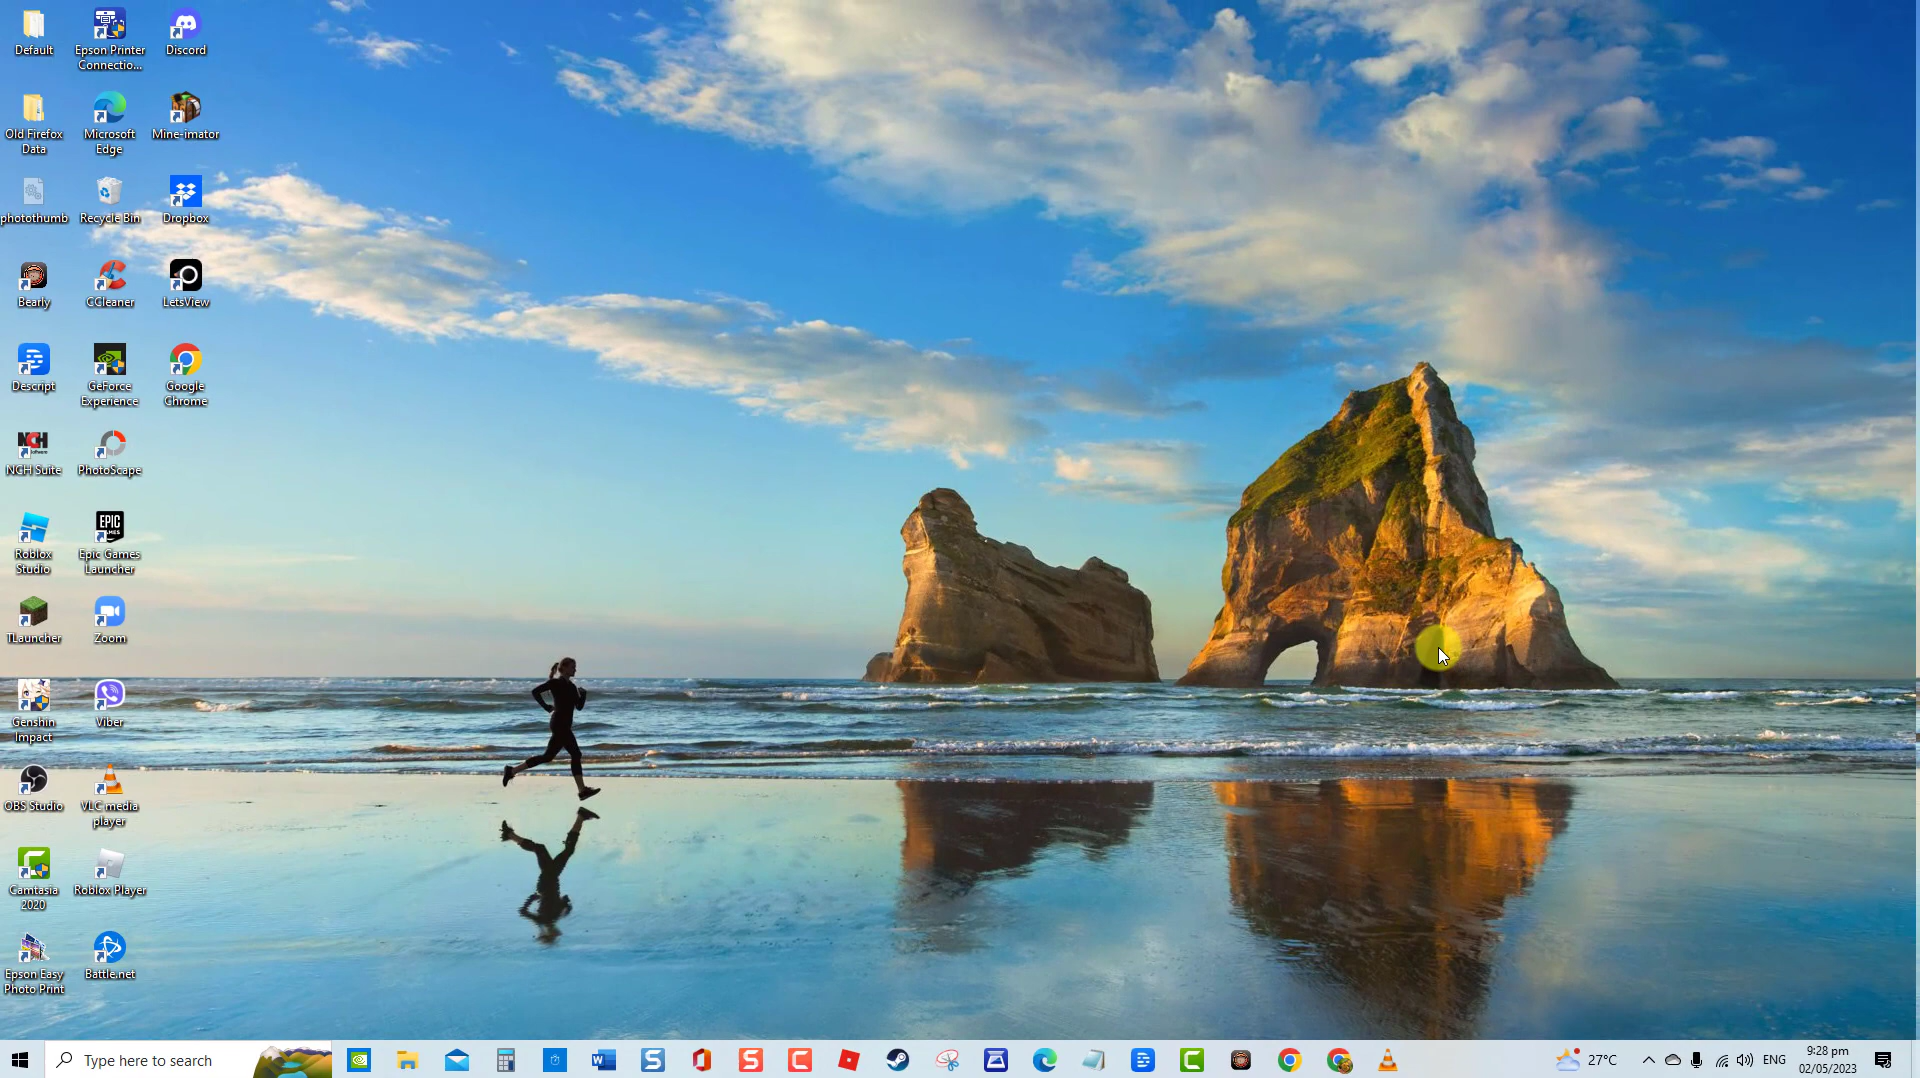 Default
Epson Printer
Connectio...
Discord
Old Firefox
Data
Microsoft
Edge
Mine-imator
photothumb
Recycle Bin
Dropbox
Bearly
CCleaner
LetsView
Descript
GeForce
Experience
Google
Chrome
NCH Suite
PhotoScape
Roblox
Studio
Epic Games
Launcher
TLauncher
Zoom
Genshin
Impact
Viber
OBS Studio
VLC media
player
Camtasia
2020
Roblox Player
Epson Easy
Photo Print
Battle.net
Type here to search
27°C
ENG
9:28 pm
02/05/2023